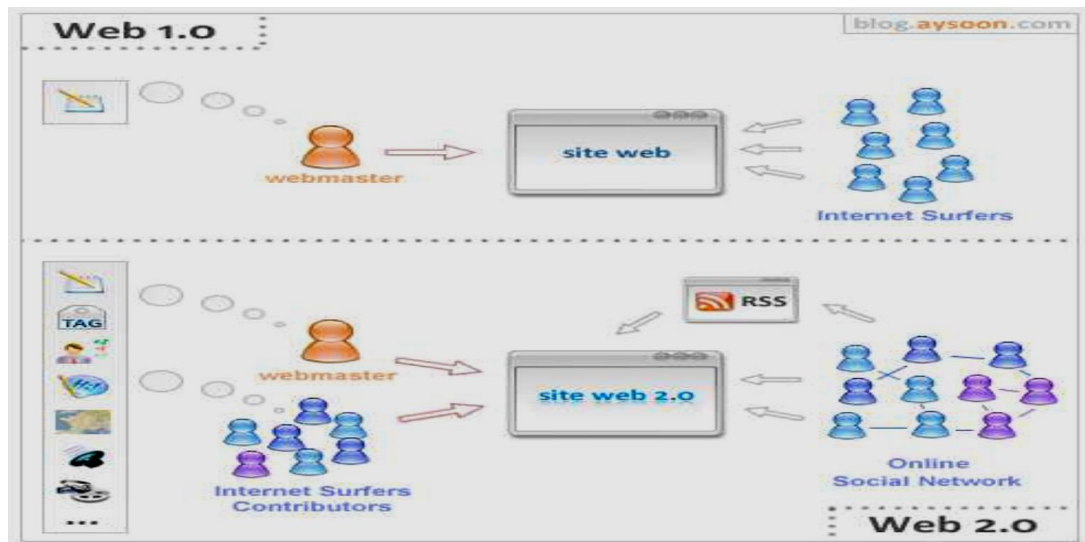 Web 1.0
blog.aysoon.com
site web
webmaster
Internet Surfers
TAG
RSS
webmaster
site web 2.0
Internet Surfers
Contributors
Online
Social Network
...
Web 2.0